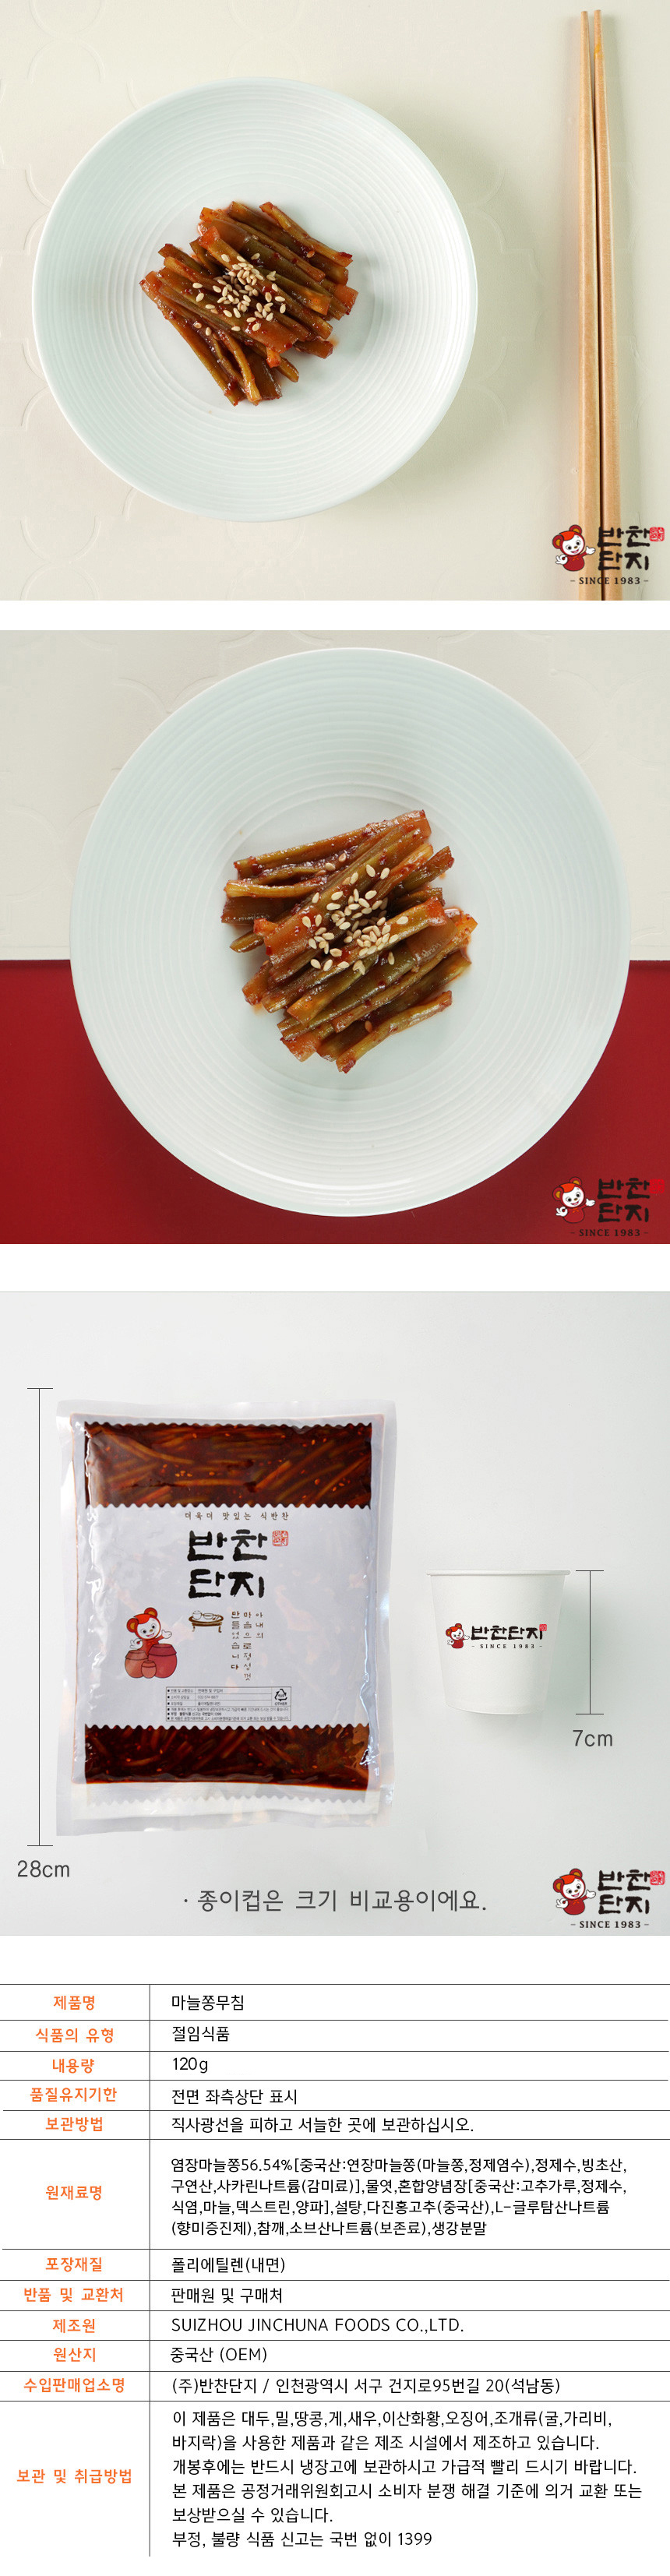 반찬
단지
- SINCE 1983 -
반찬
단지
- SINCE 1983 -
더욱더 맛있는 식반찬
반찬
단지
아내의
마음으로 정성껏
만들었습니다
반찬단지
- SINCE 1983 -
7cm
28cm
· 종이컵은 크기 비교용이에요.
반찬
단지
- SINCE 1983 -
제품명 마늘쫑무침
식품의 유형 절임식품
내용량 120g
품질유지기한 전면 좌측상단 표시
보관방법 직사광선을 피하고 서늘한 곳에 보관하십시오.
원재료명
염장마늘쫑56.54%[중국산:연장마늘쫑(마늘쫑,정제염수),정제수,빙초산,
구연산,사카린나트륨(감미료)],물엿,혼합양념장[중국산:고추가루,정제수,
식염,마늘,덱스트린,양파],설탕,다진홍고추(중국산),L-글루탐산나트륨
(향미증진제),참깨,소브산나트륨(보존료),생강분말
포장재질 폴리에틸렌(내면)
반품 및 교환처 판매원 및 구매처
제조원 SUIZHOU JINCHUNA FOODS CO.,LTD.
원산지 중국산 (OEM)
수입판매업소명 (주)반찬단지 / 인천광역시 서구 건지로95번길 20(석남동)
보관 및 취급방법
이 제품은 대두,밀,땅콩,게,새우,이산화황,오징어,조개류(굴,가리비,
바지락)을 사용한 제품과 같은 제조 시설에서 제조하고 있습니다.
개봉후에는 반드시 냉장고에 보관하시고 가급적 빨리 드시기 바랍니다.
본 제품은 공정거래위원회고시 소비자 분쟁 해결 기준에 의거 교환 또는
보상받으실 수 있습니다.
부정, 불량 식품 신고는 국번 없이 1399